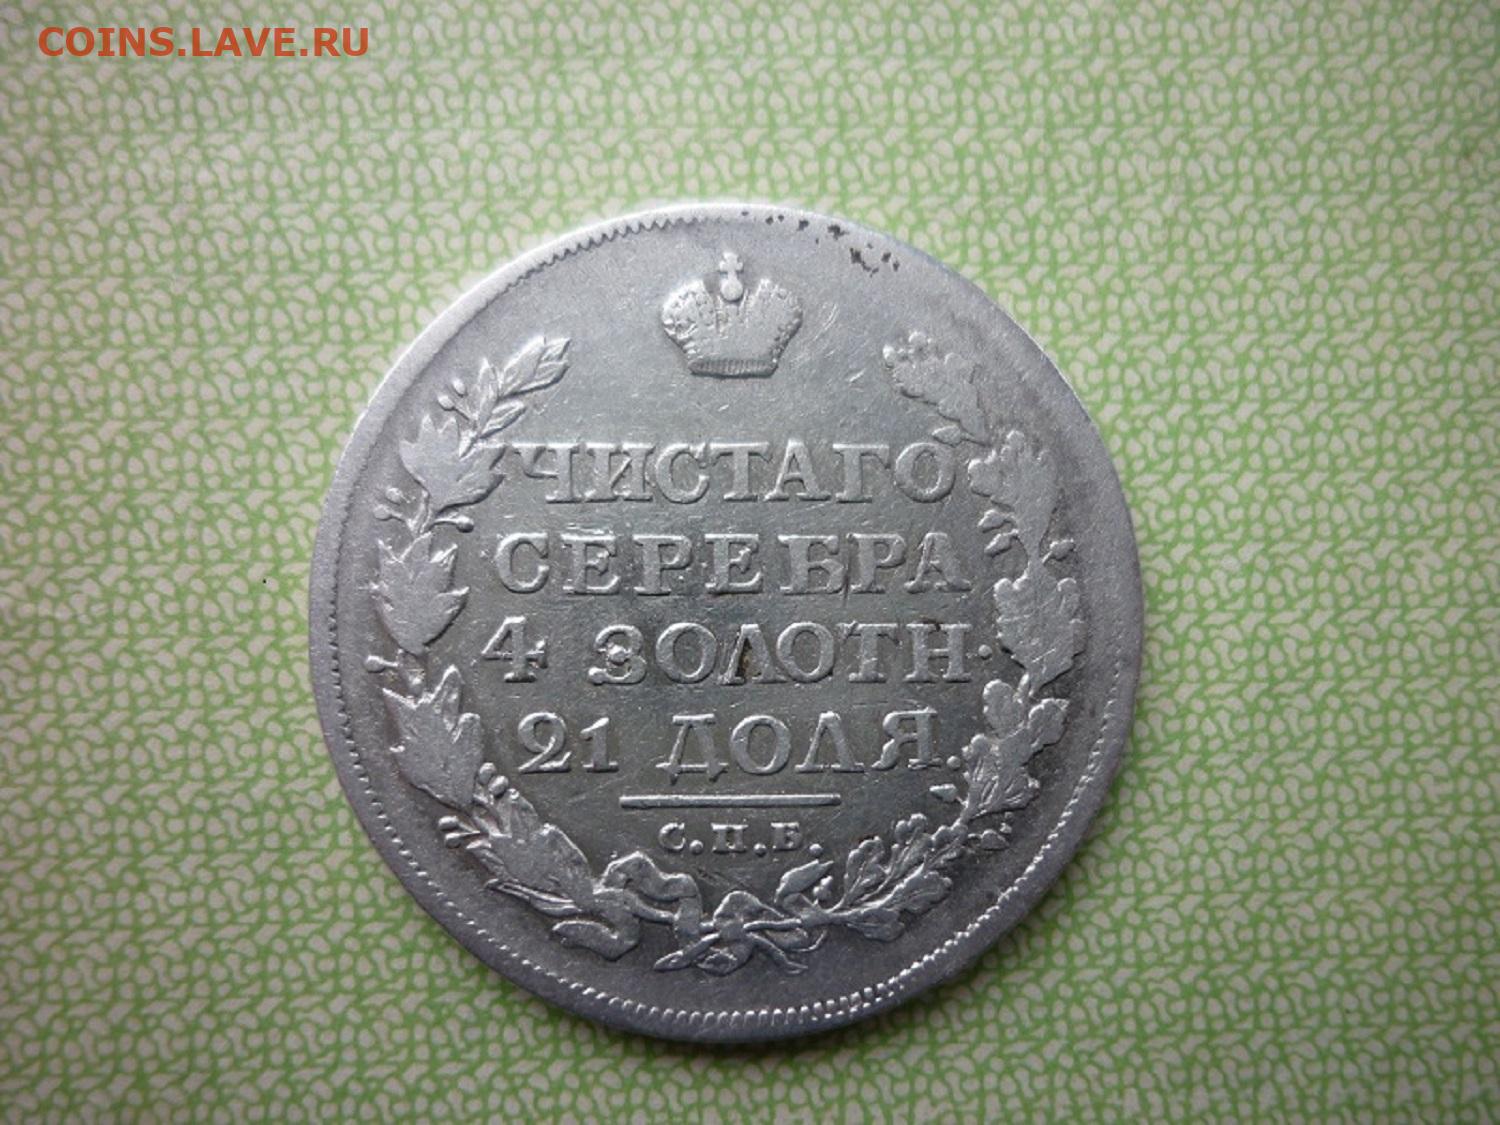 COINS.LAVE.RU
ЧИСТАГО
СЕРЕБРА
4 ЗОЛОТН·
21 ДОЛЯ.
С.П.Б.